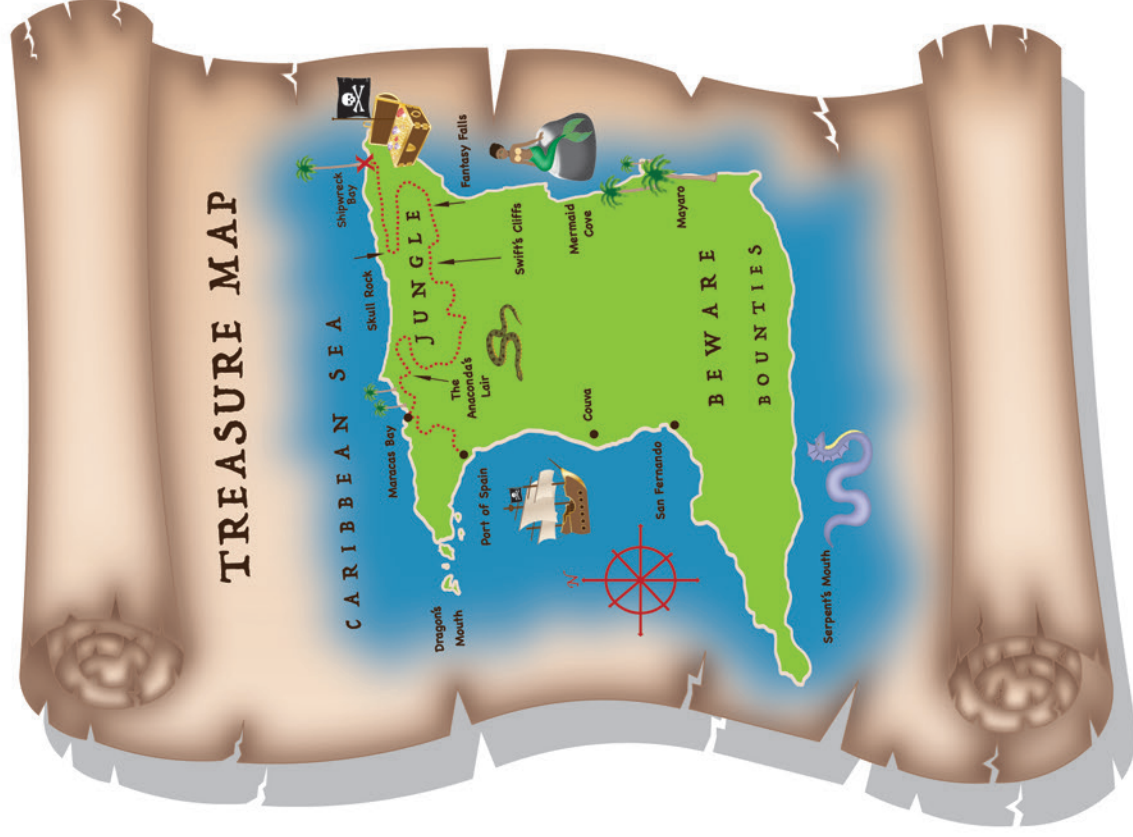 TREASURE MAP
CARIBBEAN SEA
Shipwreck
Bay
Skull Rock
Maracas Bay
JUNGLE
Fantasy Falls
Swift's Cliffs
The
Anaconda's
Lair
Dragon's
Mouth
Port of Spain
Mermaid
Cove
Couva
N
San Fernando
Mayaro
BEWARE
BOUNTIES
Serpent's Mouth